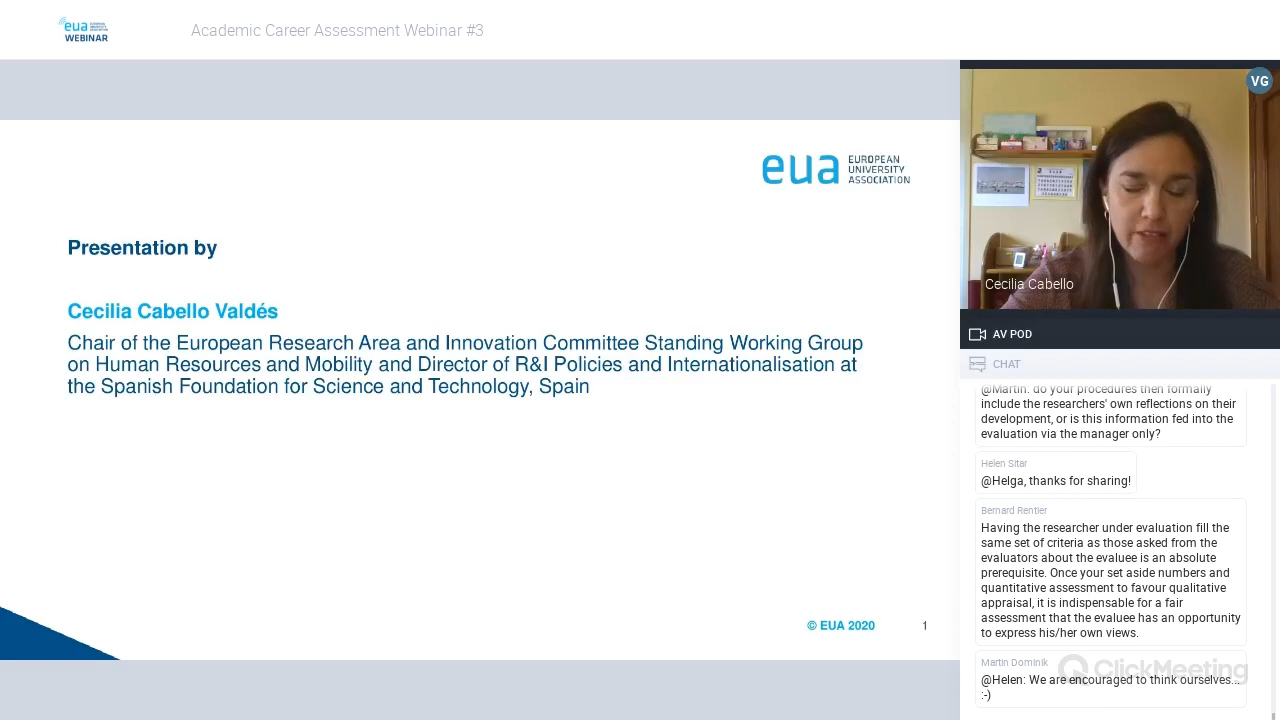 eua EUROPEAN UNIVERSITY ASSOCIATION
WEBINAR
Academic Career Assessment Webinar #3
eua EUROPEAN
UNIVERSITY
ASSOCIATION
Presentation by
Cecilia Cabello Valdés
Chair of the European Research Area and Innovation Committee Standing Working Group
on Human Resources and Mobility and Director of R&I Policies and Internationalisation at
the Spanish Foundation for Science and Technology, Spain
© EUA 2020
1
VG
Cecilia Cabello
AV POD
CHAT
@Martin: do your procedures then formally
include the researchers' own reflections on their
development, or is this information fed into the
evaluation via the manager only?
Helen Sitar
@Helga, thanks for sharing!
Bernard Rentier
Having the researcher under evaluation fill the
same set of criteria as those asked from the
evaluators about the evaluee is an absolute
prerequisite. Once your set aside numbers and
quantitative assessment to favour qualitative
appraisal, it is indispensable for a fair
assessment that the evaluee has an opportunity
to express his/her own views.
Martin Dominik
@Helen: We are encouraged to think ourselves...
:-)
ClickMeeting